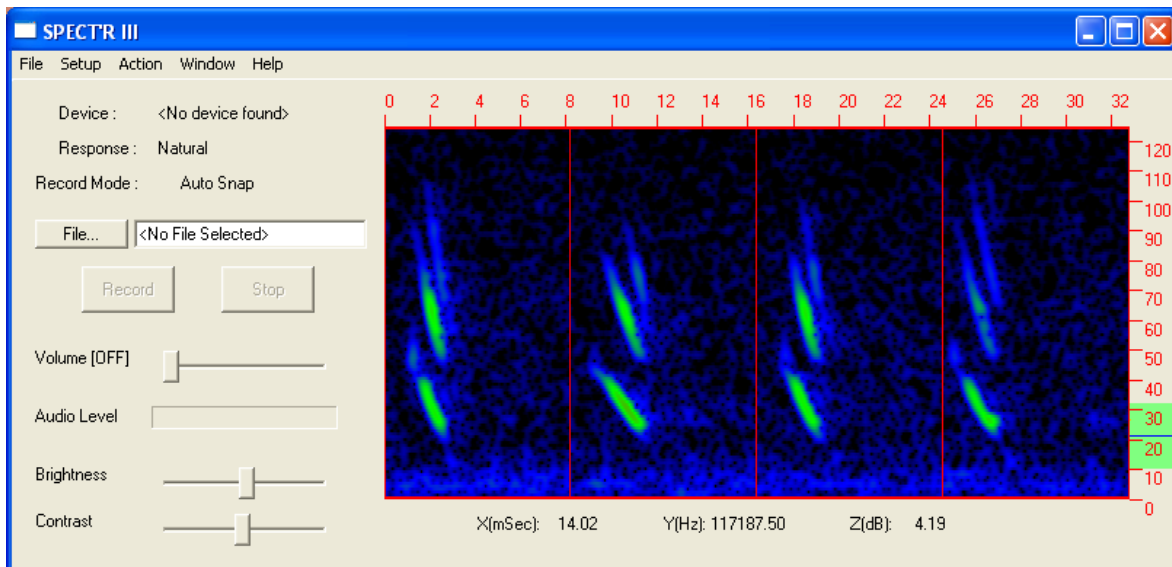 SPECT'R III
File Setup Action Window Help
Device : <No device found>
Response : Natural
Record Mode : Auto Snap
File... <No File Selected>
Record Stop
Volume [OFF]
Audio Level
Brightness
Contrast
0 2 4 6 8 10 12 14 16 18 20 22 24 26 28 30 32
120
110
100
90
80
70
60
50
40
30
20
10
0
X(mSec): 14.02 Y(Hz): 117187.50 Z(dB): 4.19